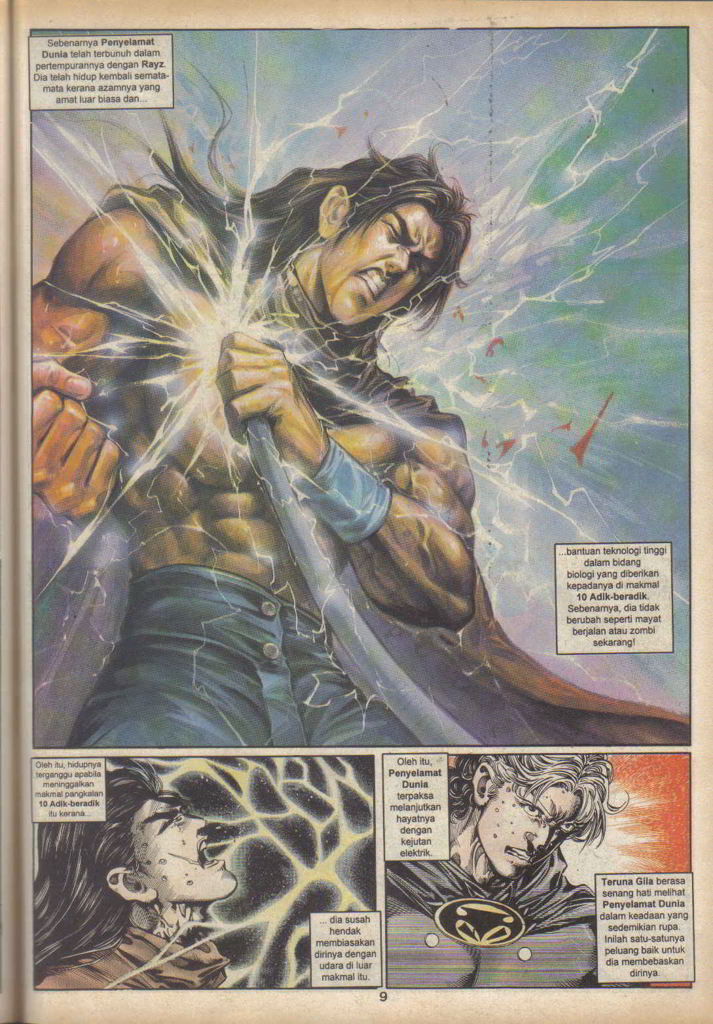 Sebenarnya Penyelamat
Dunia telah terbunuh dalam
pertempurannya dengan Rayz.
Dia telah hidup kembali semata-
mata kerana azamnya yang
amat luar biasa dan...
...bantuan teknologi tinggi
dalam bidang
biologi yang diberikan
kepadanya di makmal
10 Adik-beradik.
Sebenarnya, dia tidak
berubah seperti mayat
berjalan atau zombi
sekarang!
Oleh itu, hidupnya
terganggu apabila
meninggalkan
makmal pangkalan
10 Adik-beradik
itu kerana...
... dia susah
hendak
membiasakan
dirinya dengan
udara di luar
makmal itu.
Oleh itu,
Penyelamat
Dunia
terpaksa
melanjutkan
hayatnya
dengan
kejutan
elektrik.
Teruna Gila berasa
senang hati melihat
Penyelamat Dunia
dalam keadaan yang
sedemikian rupa.
Inilah satu-satunya
peluang baik untuk
dia membebaskan
dirinya.
9